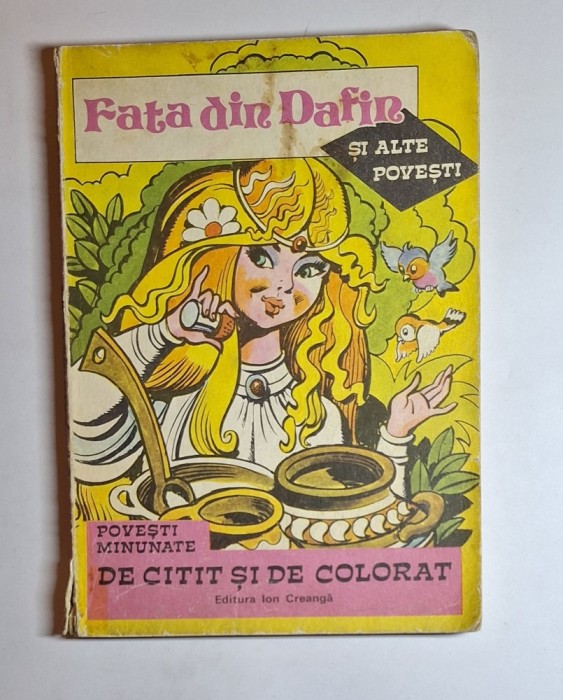 Fata din Dafin
ȘI ALTE
POVEȘTI
POVEȘTI
MINUNATE
DE CITIT ȘI DE COLORAT
Editura Ion Creangă